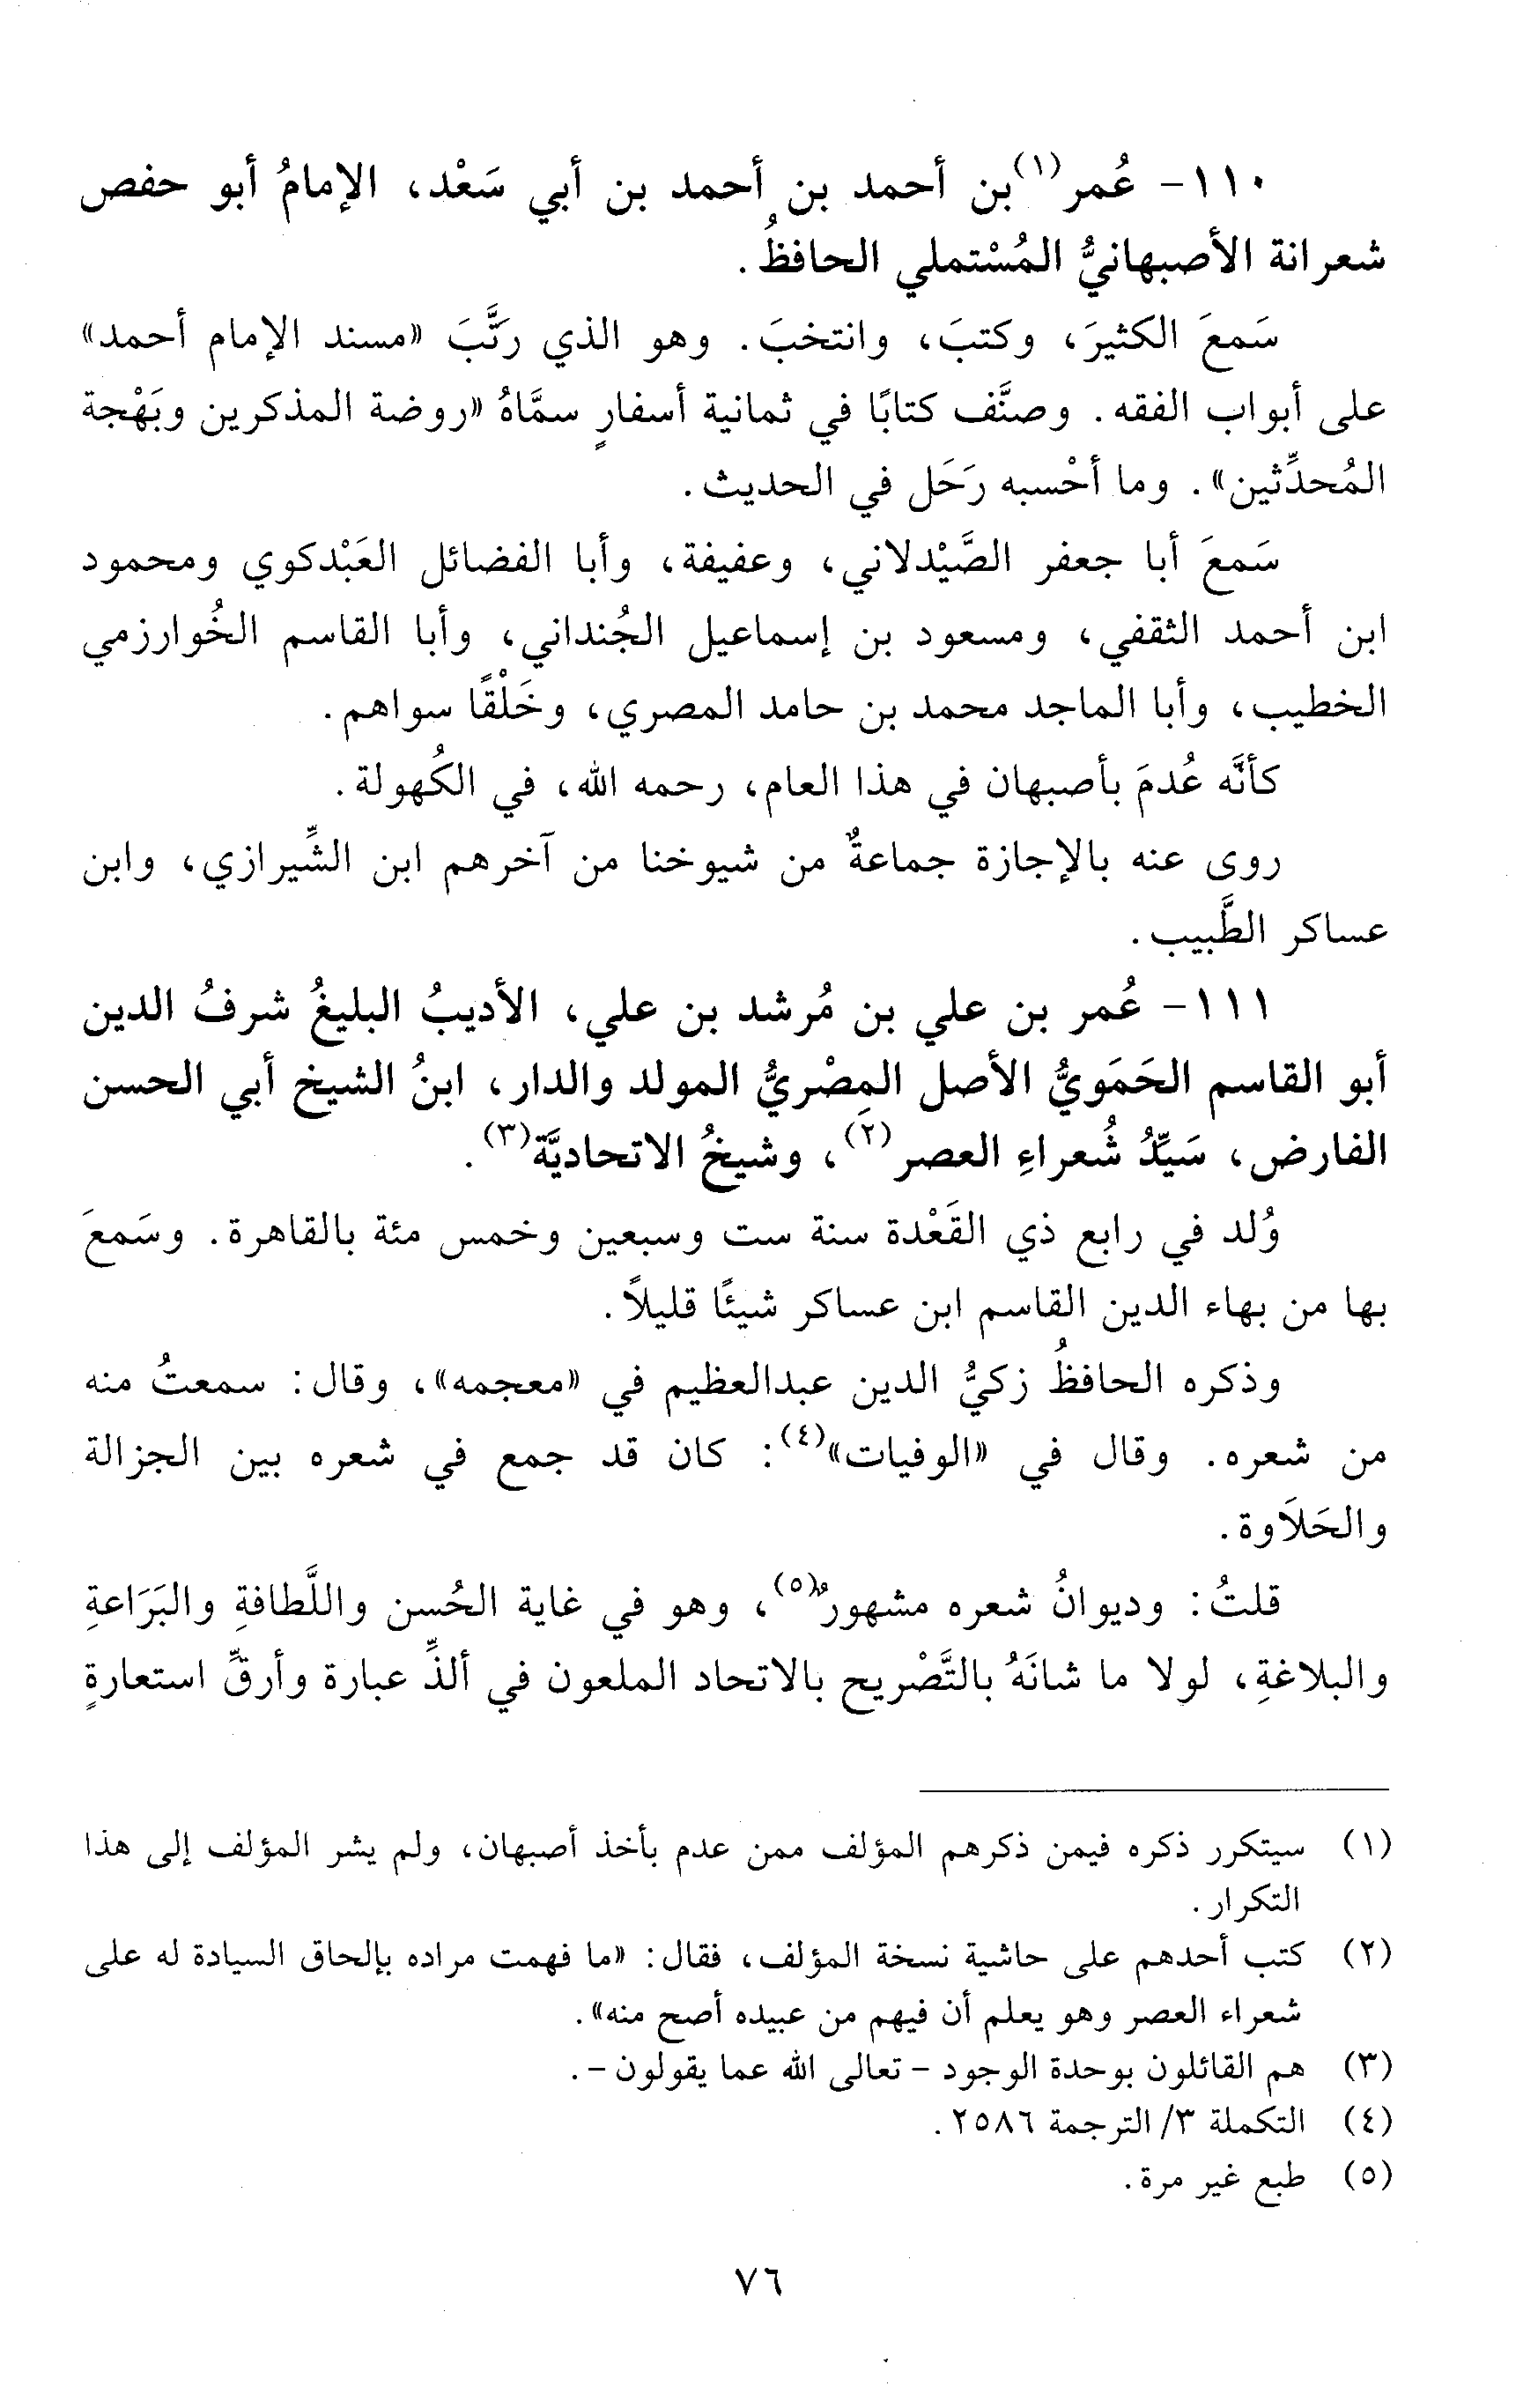 ١١٠- عُمر(١) بن أحمد بن أحمد بن أبي سَعْد، الإمامُ أبو حفص
شعرانة الأصبهانيُّ المُسْتملي الحافظُ.
سَمعَ الكثيرَ، وكتبَ، وانتخبَ. وهو الذي رَتَّبَ «مسند الإمام أحمد»
على أبواب الفقه. وصنَّف كتابًا في ثمانية أسفارٍ سمَّاهُ «روضة المذكرين وبَهْجة
المُحدِّثين». وما أحْسبه رَحَل في الحديث.
سَمعَ أبا جعفر الصَّيْدلاني، وعفيفة، وأبا الفضائل العَبْدكوي ومحمود
ابن أحمد الثقفي، ومسعود بن إسماعيل الجُنداني، وأبا القاسم الخُوارزمي
الخطيب، وأبا الماجد محمد بن حامد المصري، وخَلْقًا سواهم.
كأنَّه عُدمَ بأصبهان في هذا العام، رحمه الله، في الكُهولة.
روى عنه بالإجازة جماعةٌ من شيوخنا من آخرهم ابن الشِّيرازي، وابن
عساكر الطَّبيب.
١١١- عُمر بن علي بن مُرشد بن علي، الأديبُ البليغُ شرفُ الدين
أبو القاسم الحَمَويُّ الأصل المِصْريُّ المولد والدار، ابنُ الشيخ أبي الحسن
الفارض، سَيِّدُ شُعراءِ العصر(٢)، وشيخُ الاتحاديَّة(٣).
وُلد في رابع ذي القَعْدة سنة ست وسبعين وخمس مئة بالقاهرة. وسَمعَ
بها من بهاء الدين القاسم ابن عساكر شيئًا قليلاً.
وذكره الحافظُ زكيُّ الدين عبدالعظيم في «معجمه»، وقال: سمعتُ منه
من شعره. وقال في «الوفيات»(٤): كان قد جمع في شعره بين الجزالة
والحَلاَوة.
قلتُ: وديوانُ شعره مشهورٌ(٥)، وهو في غاية الحُسن واللَّطافةِ والبَرَاعةِ
والبلاغةِ، لولا ما شانَهُ بالتَّصْريح بالاتحاد الملعون في ألذِّ عبارة وأرقِّ استعارةٍ
(١) سيتكرر ذكره فيمن ذكرهم المؤلف ممن عدم بأخذ أصبهان، ولم يشر المؤلف إلى هذا
التكرار.
(٢) كتب أحدهم على حاشية نسخة المؤلف، فقال: «ما فهمت مراده بإلحاق السيادة له على
شعراء العصر وهو يعلم أن فيهم من عبيده أصح منه».
(٣) هم القائلون بوحدة الوجود - تعالى الله عما يقولون -.
(٤) التكملة ٣/ الترجمة ٢٥٨٦.
(٥) طبع غير مرة.
٧٦